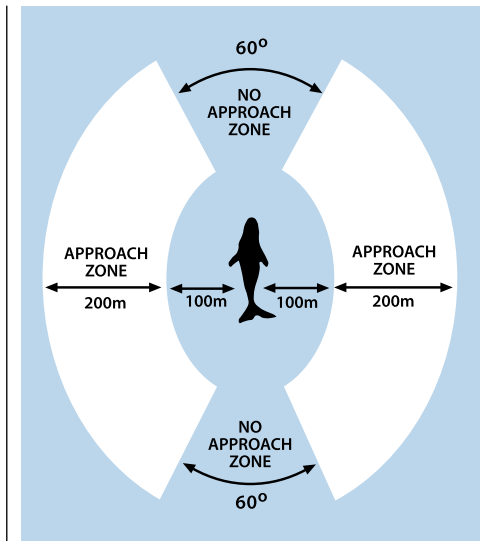 60°
NO
APPROACH
ZONE
APPROACH
ZONE
200m
100m
100m
APPROACH
ZONE
200m
NO
APPROACH
ZONE
60°